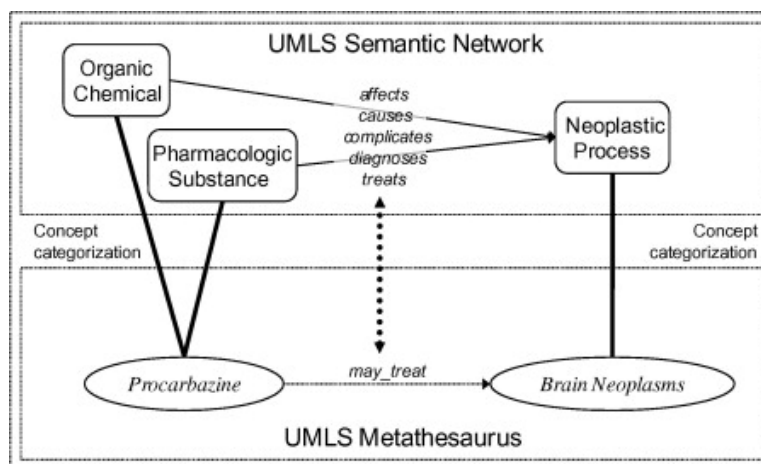 UMLS Semantic Network
Organic
Chemical
affects
causes
complicates
diagnoses
treats
Pharmacologic
Substance
Neoplastic
Process
Concept
categorization
Concept
categorization
Procarbazine
may_treat
Brain Neoplasms
UMLS Metathesaurus